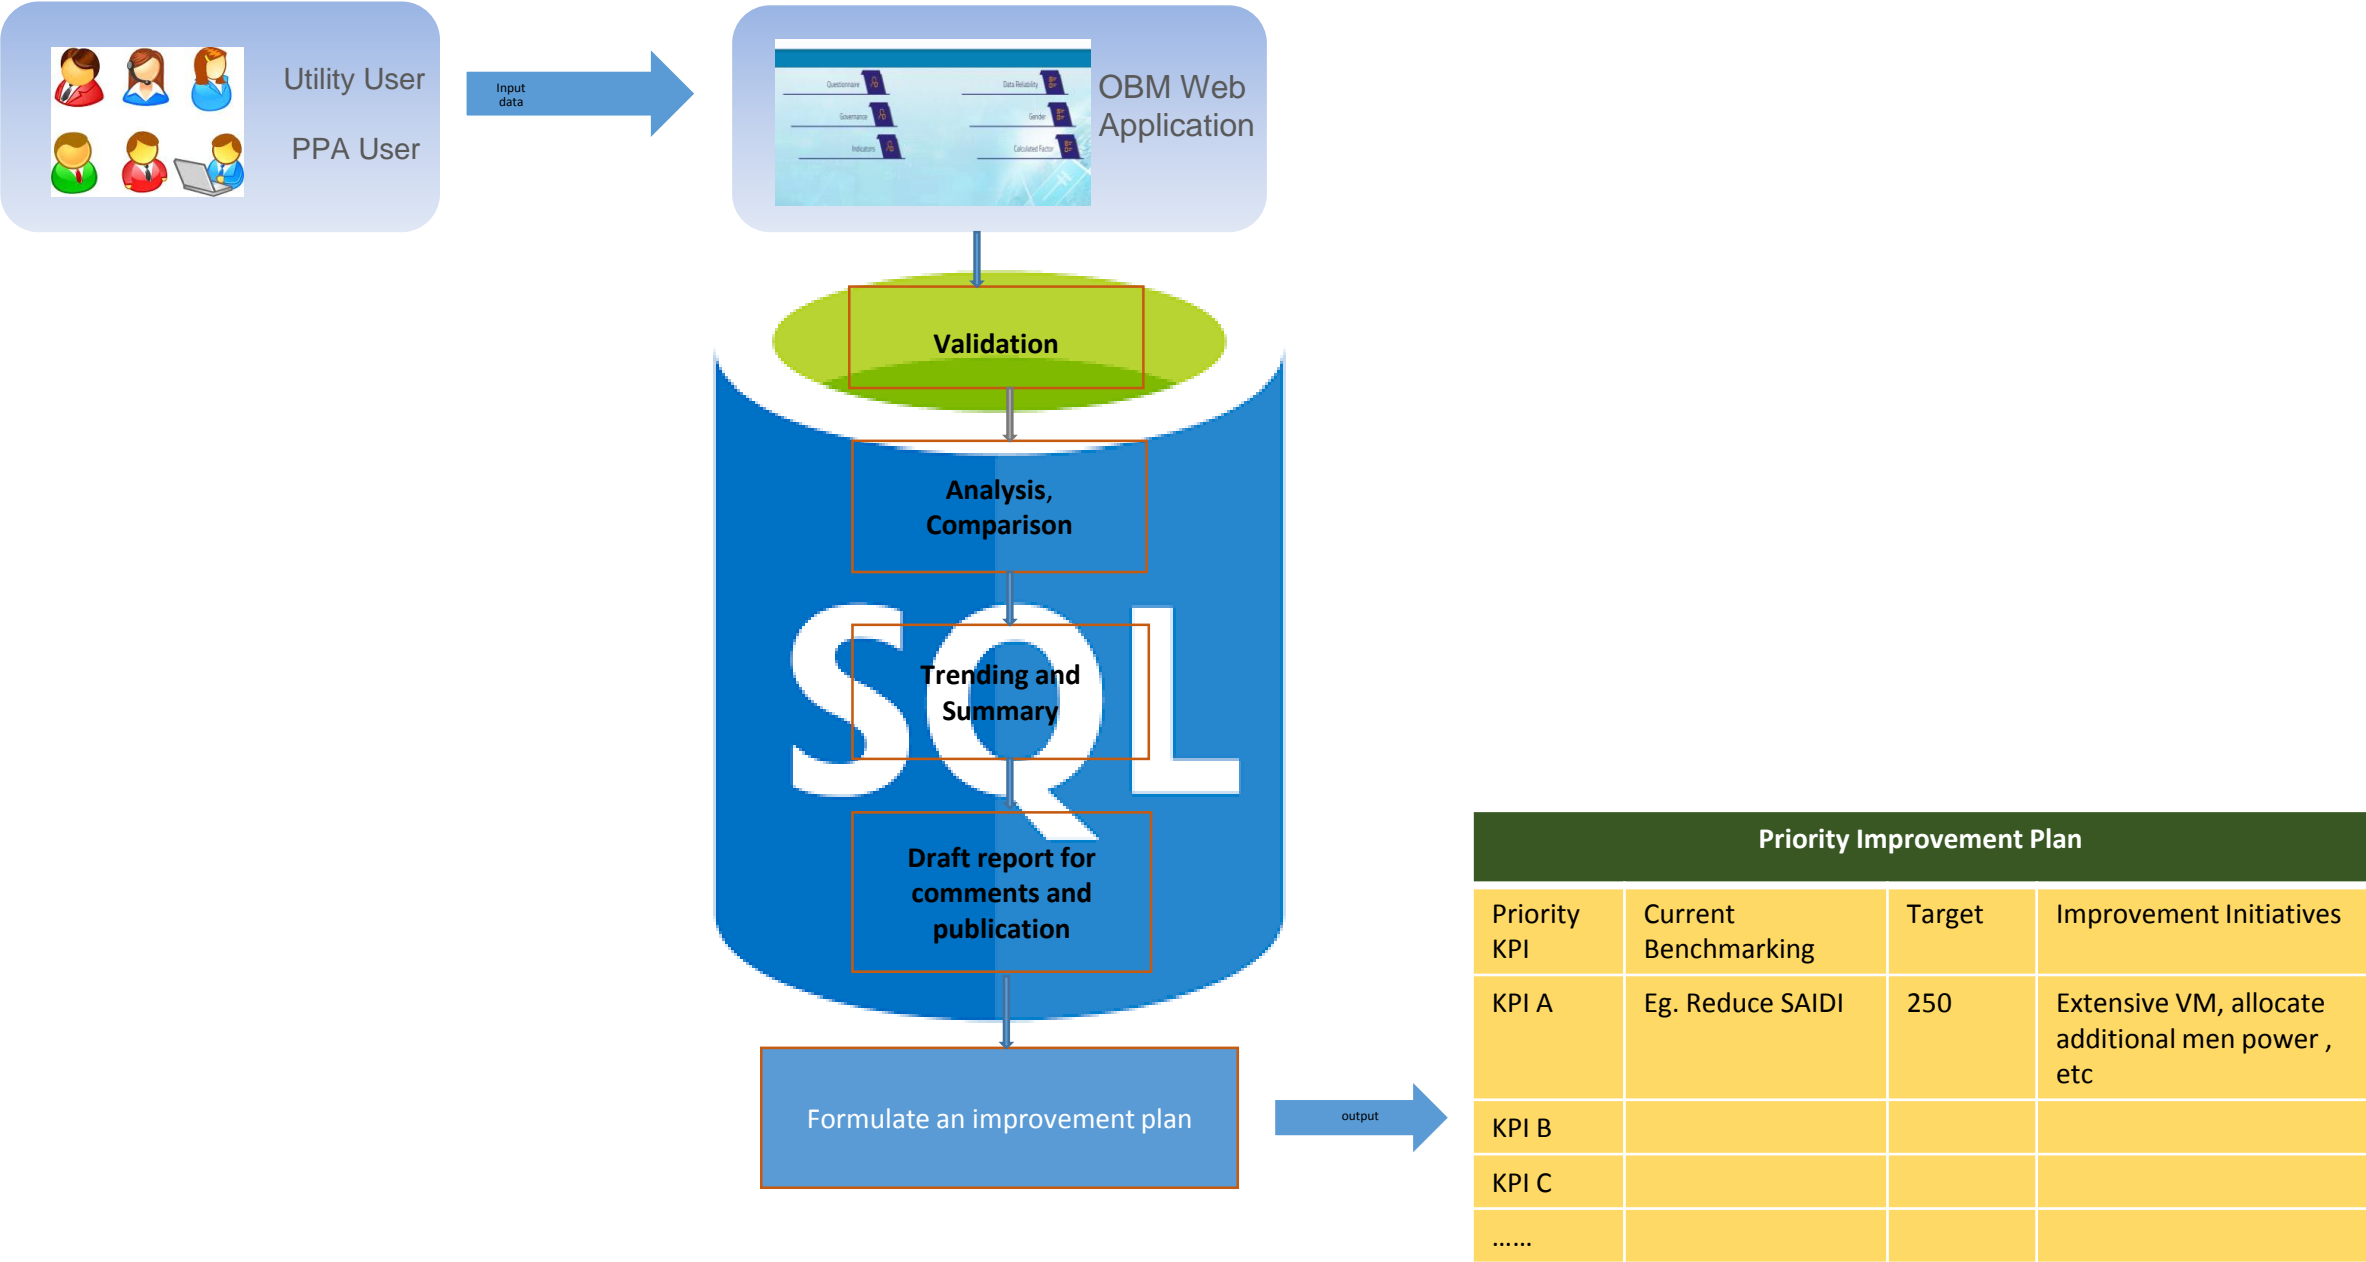 Utility User
PPA User
Input
data
Questionnaire
Data Reliability
Governance
Gender
Indicators
Calculated Factor
OBM Web
Application
Validation
Analysis,
Comparison
SQL
Trending and
Summary
Draft report for
comments and
publication
Formulate an improvement plan
output
Priority Improvement Plan
Priority
KPI
Current
Benchmarking
Target
Improvement Initiatives
KPI A
Eg. Reduce SAIDI
250
Extensive VM, allocate
additional men power ,
etc
KPI B
KPI C
......